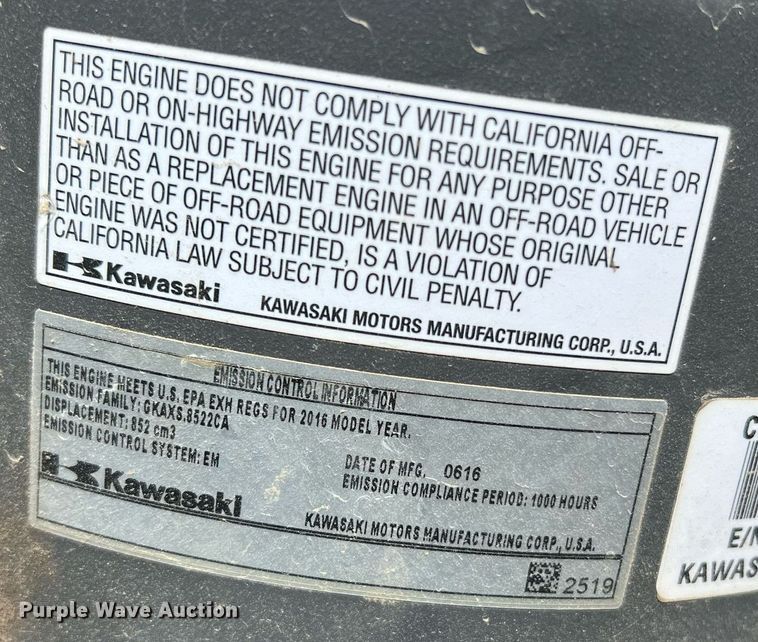 THIS ENGINE DOES NOT COMPLY WITH CALIFORNIA OFF-
ROAD OR ON-HIGHWAY EMISSION REQUIREMENTS. SALE OR
INSTALLATION OF THIS ENGINE FOR ANY PURPOSE OTHER
THAN AS A REPLACEMENT ENGINE IN AN OFF-ROAD VEHICLE
OR PIECE OF OFF-ROAD EQUIPMENT WHOSE ORIGINAL
ENGINE WAS NOT CERTIFIED, IS A VIOLATION OF
CALIFORNIA LAW SUBJECT TO CIVIL PENALTY.
Kawasaki
KAWASAKI MOTORS MANUFACTURING CORP., U.S.A.
EMISSION CONTROL INFORMATION
THIS ENGINE MEETS U.S. EPA EXH REGS FOR 2016 MODEL YEAR.
EMISSION FAMILY: GKAXS.8522CA
DISPLACEMENT: 852 cm3
EMISSION CONTROL SYSTEM: EM
DATE OF MFG. 0616
EMISSION COMPLIANCE PERIOD: 1000 HOURS
Kawasaki
KAWASAKI MOTORS MANUFACTURING CORP., U.S.A.
2519
C
E/N
KAWAS
Purple Wave Auction